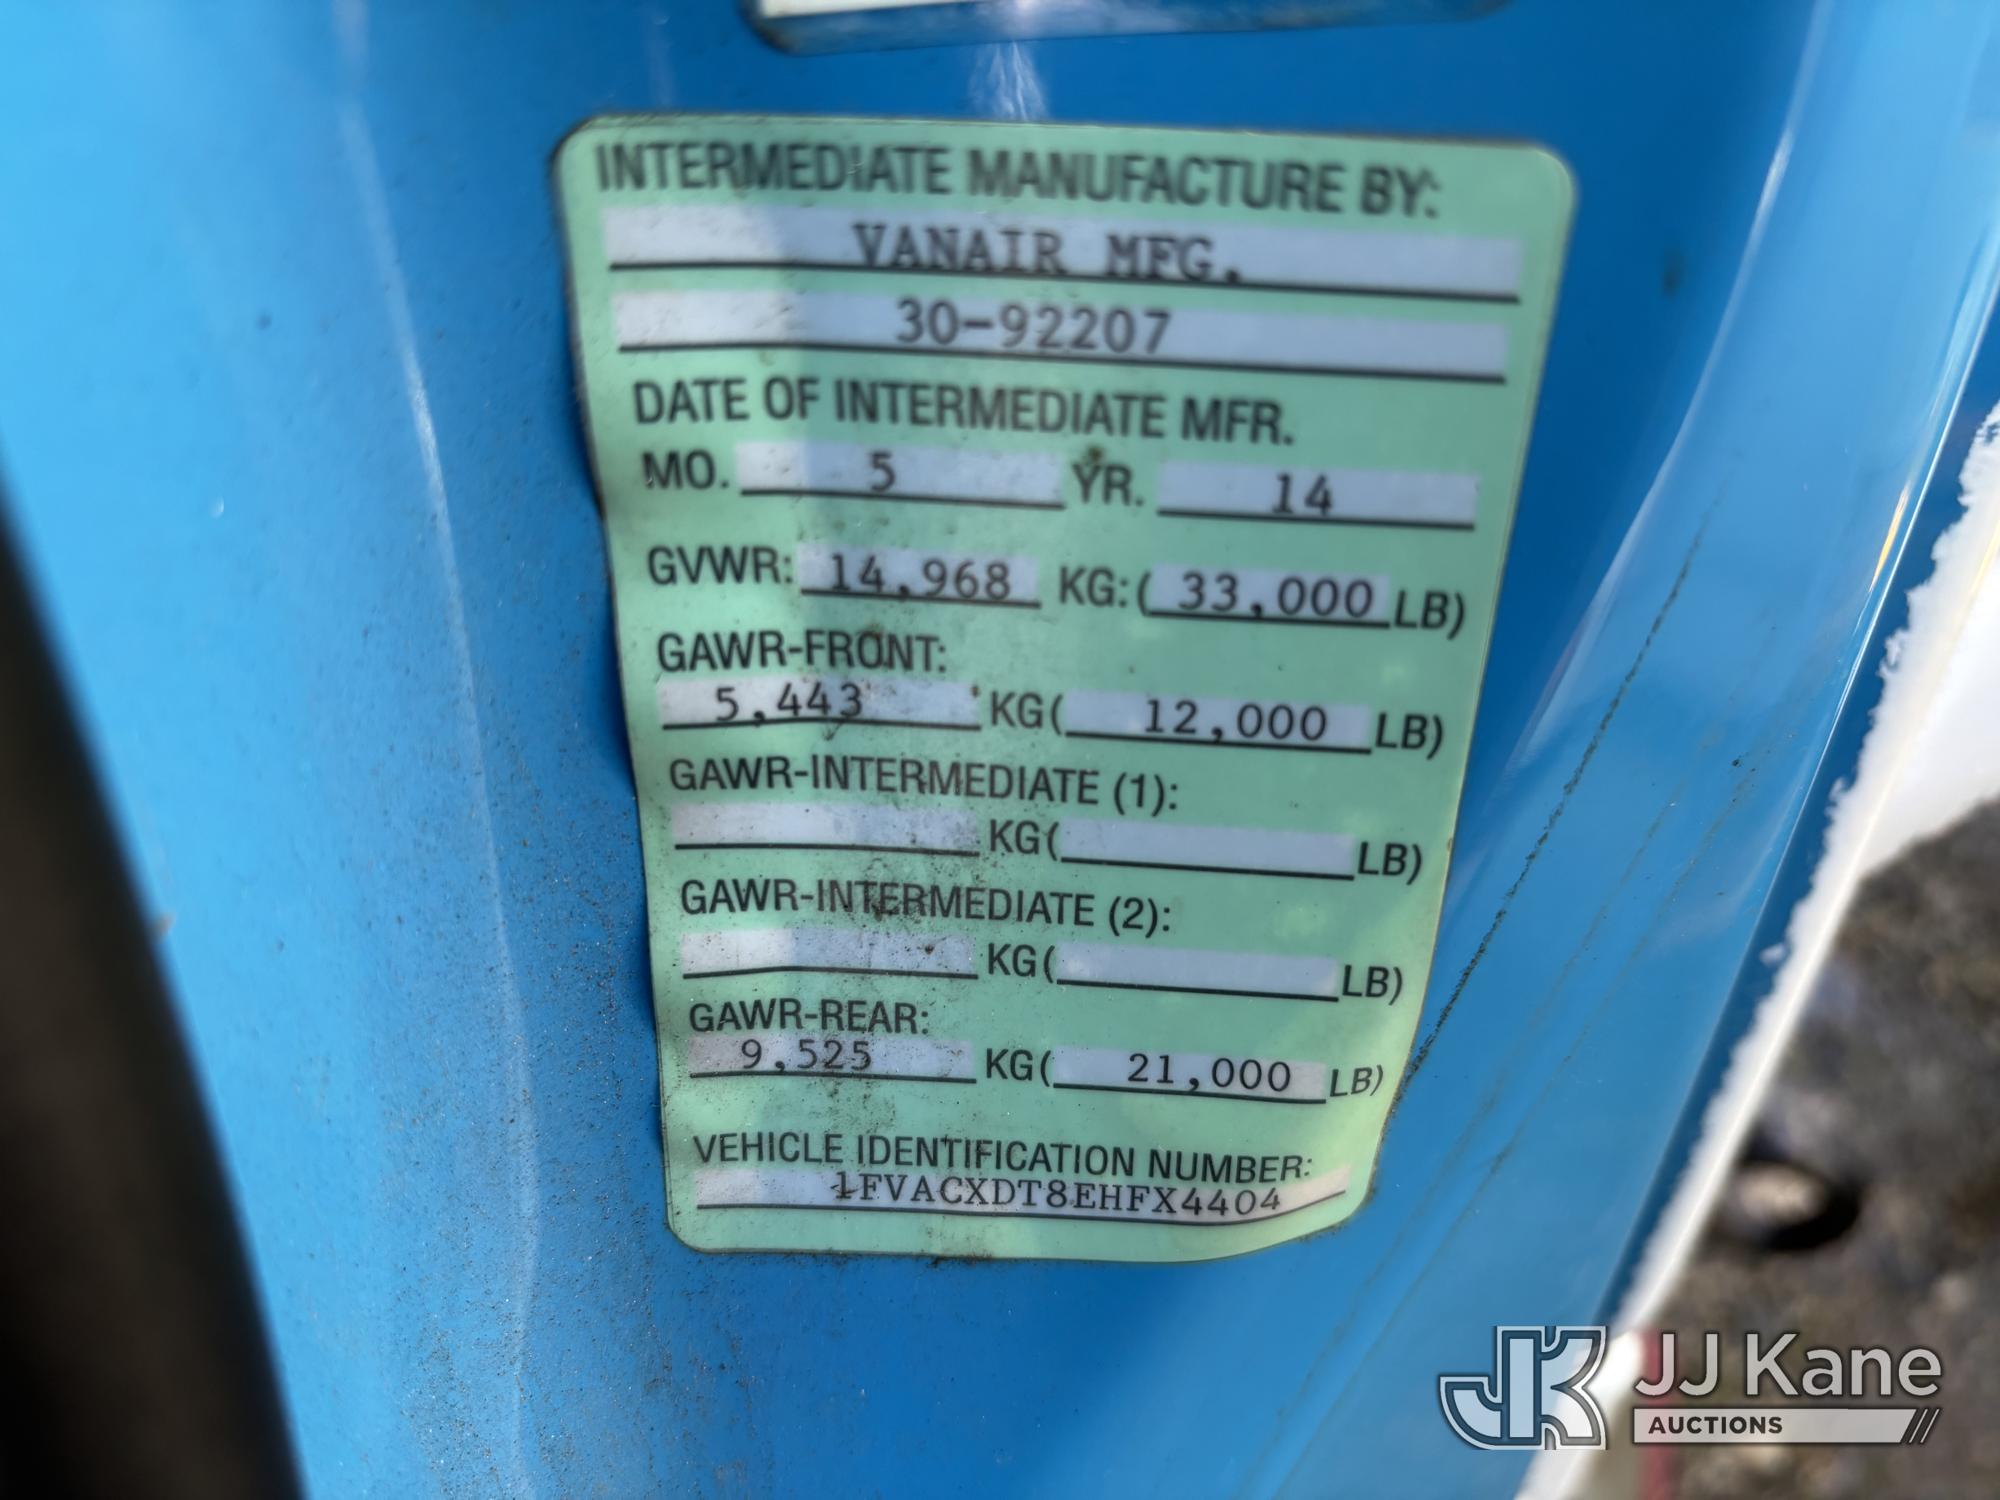 INTERMEDIATE MANUFACTURE BY:
VANAIR MFG.
30-92207
DATE OF INTERMEDIATE MFR.
MO. 5 YR. 14
GVWR: 14,968 KG: (33,000 LB)
GAWR-FRONT:
5,443 KG( 12,000 LB)
GAWR-INTERMEDIATE (1):
KG( LB)
GAWR-INTERMEDIATE (2):
KG( LB)
GAWR-REAR:
9,525 KG( 21,000 LB)
VEHICLE IDENTIFICATION NUMBER:
1FVACXDT8EHFX4404
JK JJ Kane
AUCTIONS